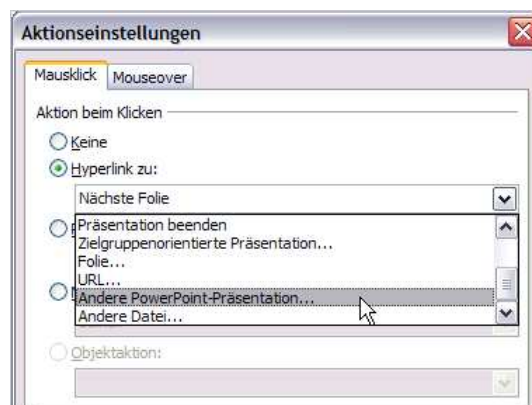 Aktionseinstellungen
Mausklick Mouseover
Aktion beim Klicken
Keine
Hyperlink zu:
Nächste Folie
Präsentation beenden
Zielgruppenorientierte Präsentation...
Folie...
URL...
Andere PowerPoint-Präsentation...
Andere Datei...
Objektaktion: